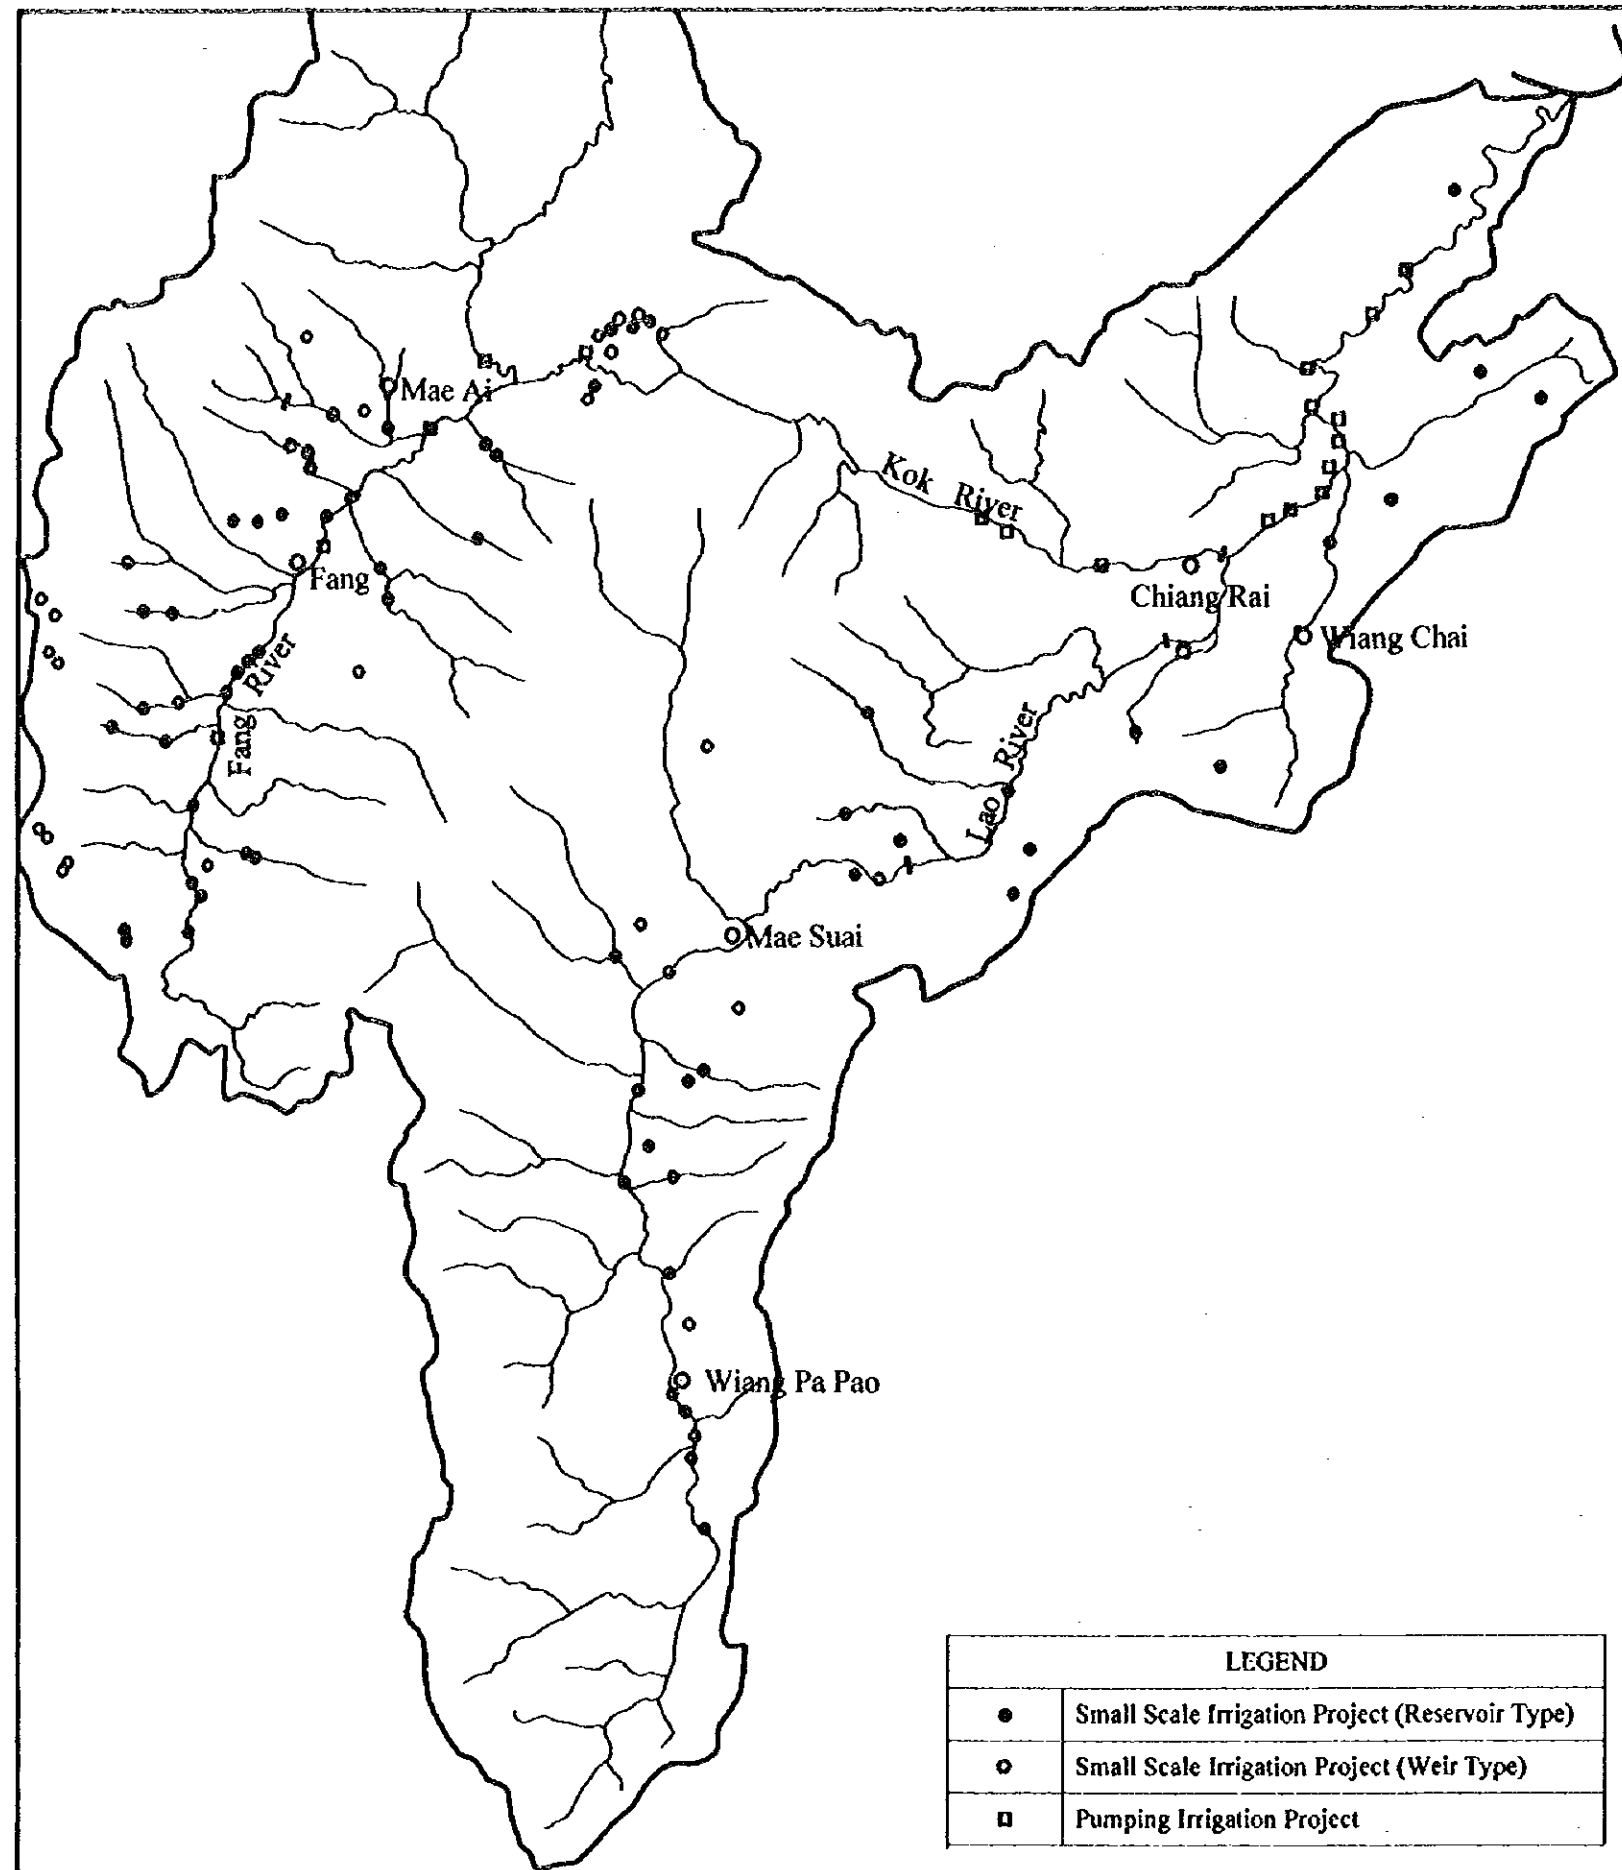 Mae Ai
Kok River
Fang
Chiang Rai
Wiang Chai
Fang River
Lao River
Mae Suai
Wiang Pa Pao
LEGEND
Small Scale Irrigation Project (Reservoir Type)
Small Scale Irrigation Project (Weir Type)
Pumping Irrigation Project